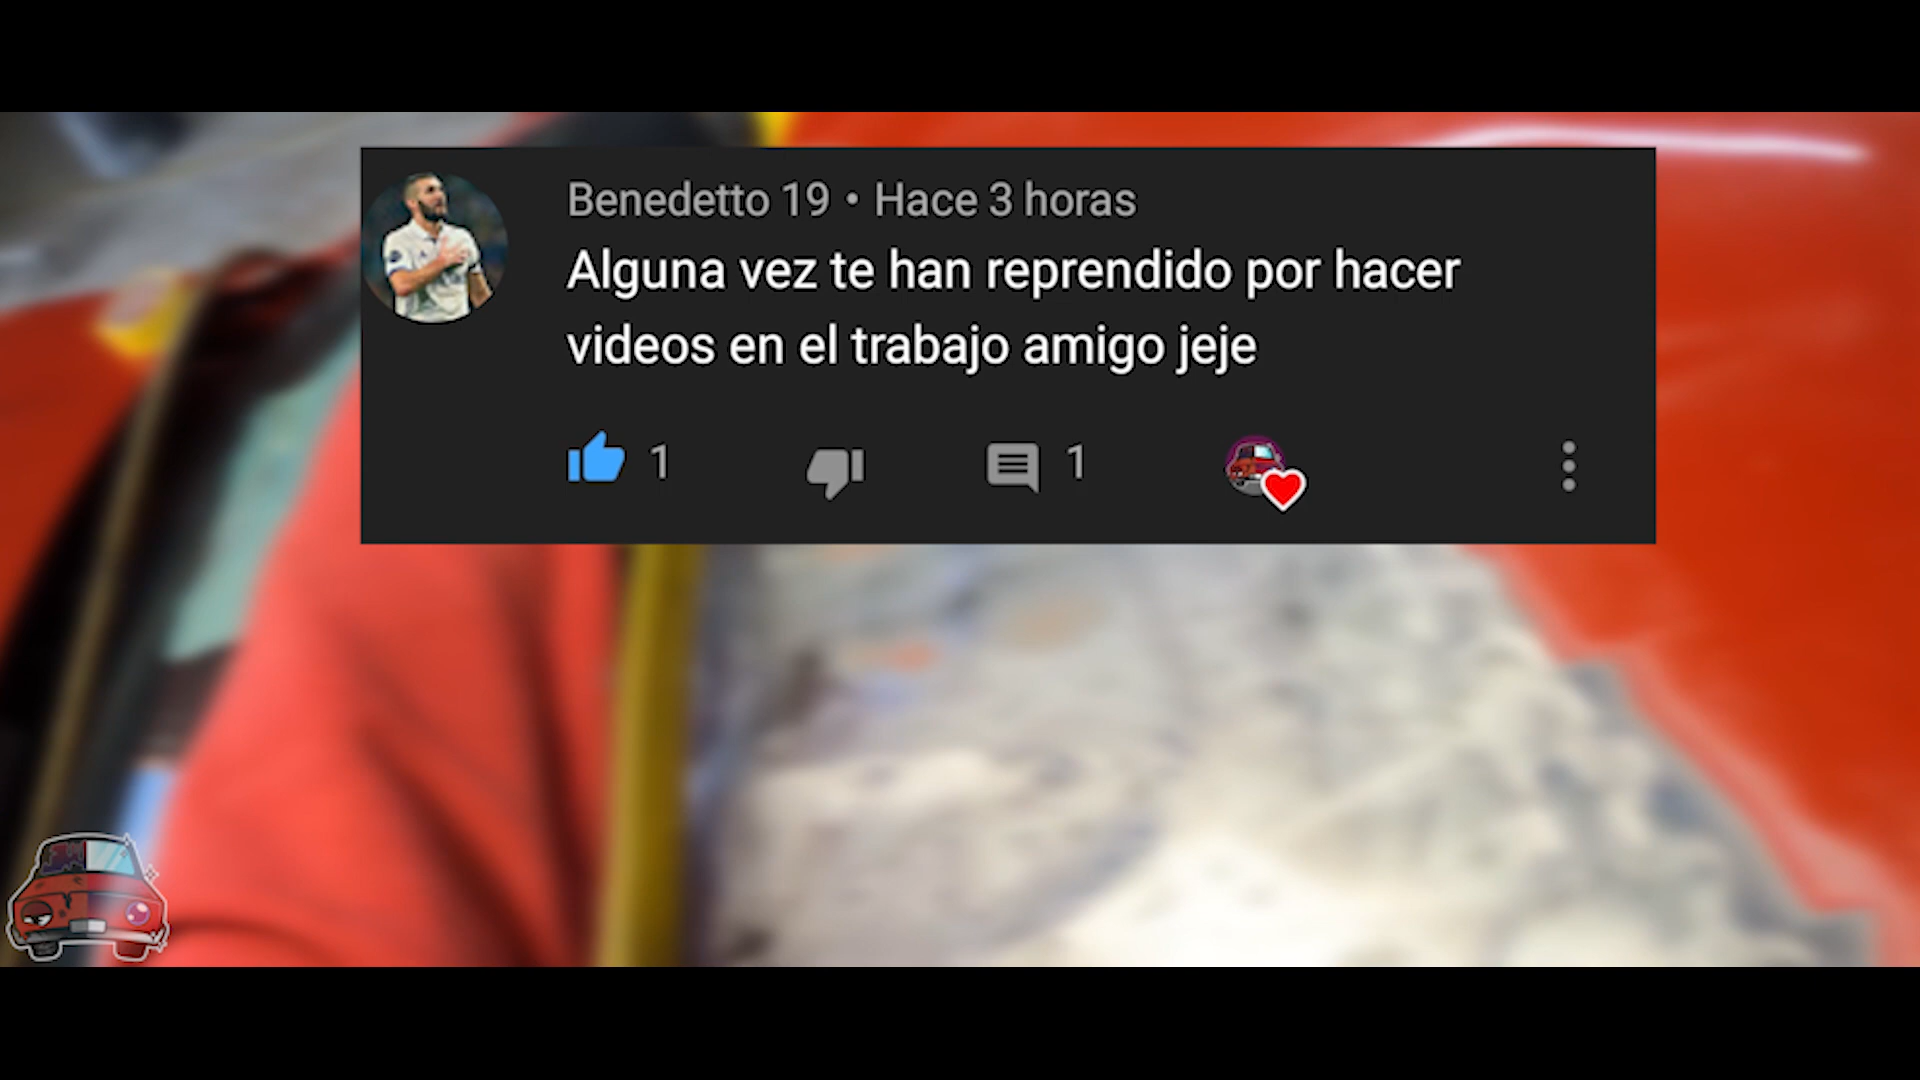 Benedetto 19 • Hace 3 horas
Alguna vez te han reprendido por hacer
videos en el trabajo amigo jeje
1
1